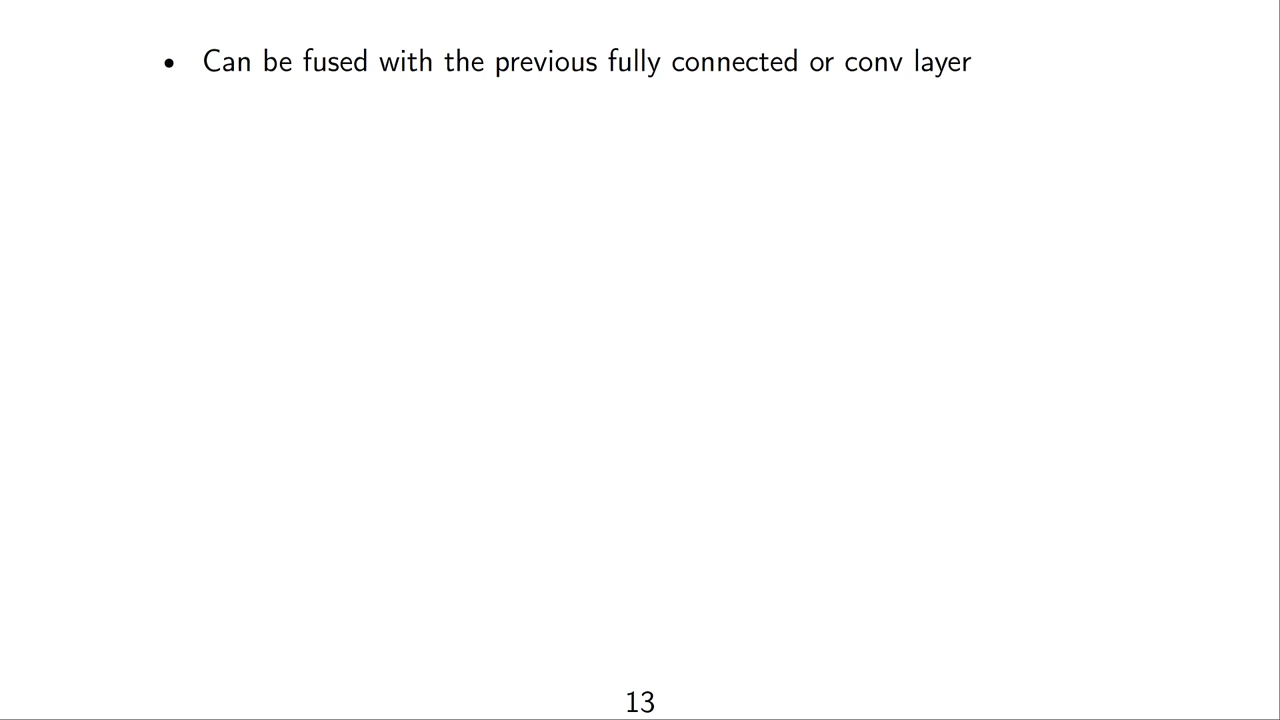 • Can be fused with the previous fully connected or conv layer
13